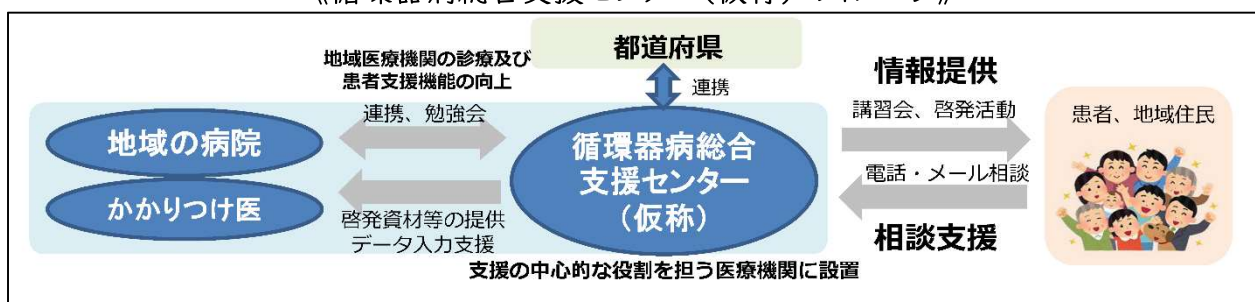 都道府県
地域医療機関の診療及び
患者支援機能の向上
連携
情報提供
連携、勉強会
講習会、啓発活動
患者、地域住民
地域の病院
循環器病総合
支援センター
（仮称）
かかりつけ医
電話・メール相談
啓発資材等の提供
データ入力支援
相談支援
支援の中心的な役割を担う医療機関に設置